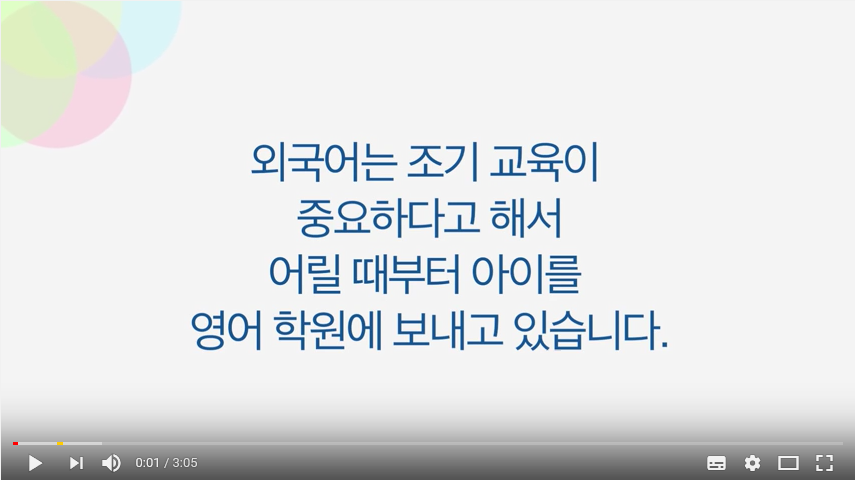 외국어는 조기 교육이
중요하다고 해서
어릴 때부터 아이를
영어 학원에 보내고 있습니다.
0:01 / 3:05